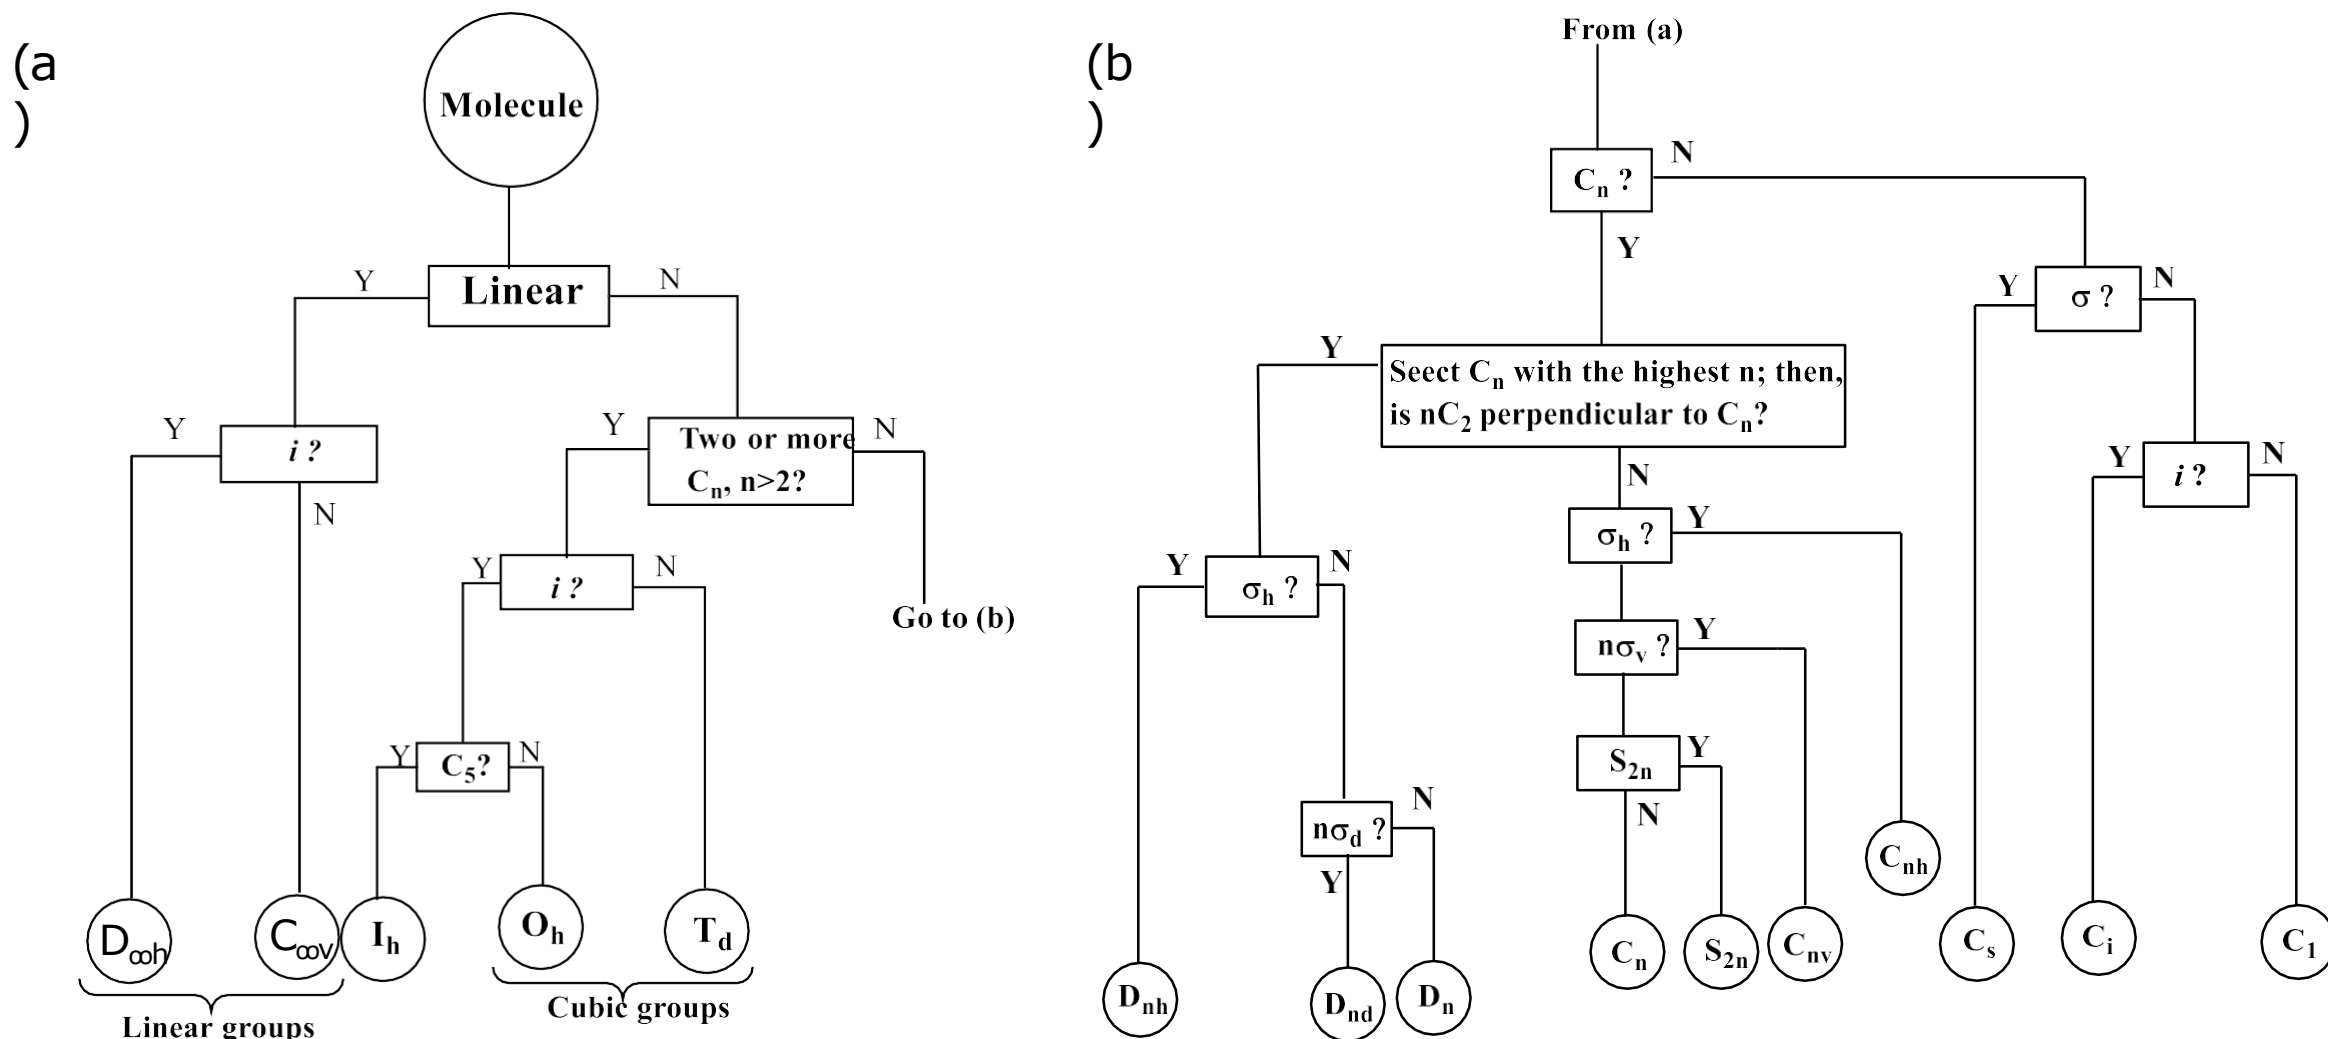 (a
)
Molecule
Linear
Y
N
i ?
Y
N
Two or more
Cn, n>2?
Y
N
Go to (b)
i ?
Y
N
C5?
Y
N
D∞h
C∞v
Ih
Oh
Td
Linear groups
Cubic groups
(b
)
From (a)
Cn ?
N
Y
σ ?
Y
N
i ?
Y
N
Seect Cn with the highest n; then,
is nC2 perpendicular to Cn?
Y
N
σh ?
Y
N
nσd ?
N
Y
σh ?
Y
nσv ?
Y
S2n
Y
N
Dnh
Dnd
Dn
Cn
S2n
Cnv
Cnh
Cs
Ci
C1